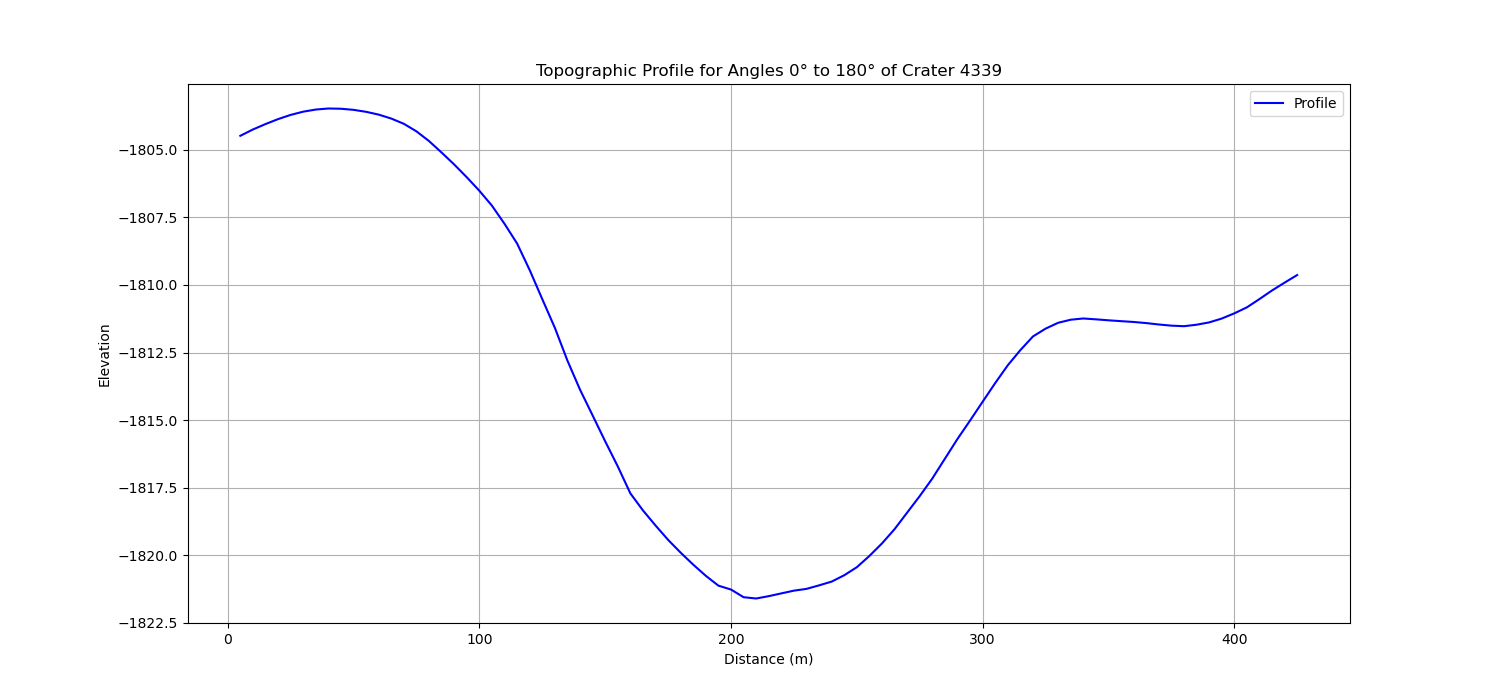 Topographic Profile for Angles 0° to 180° of Crater 4339
Profile
−1805.0
−1807.5
−1810.0
−1812.5
−1815.0
−1817.5
−1820.0
−1822.5
Elevation
0 100 200 300 400
Distance (m)